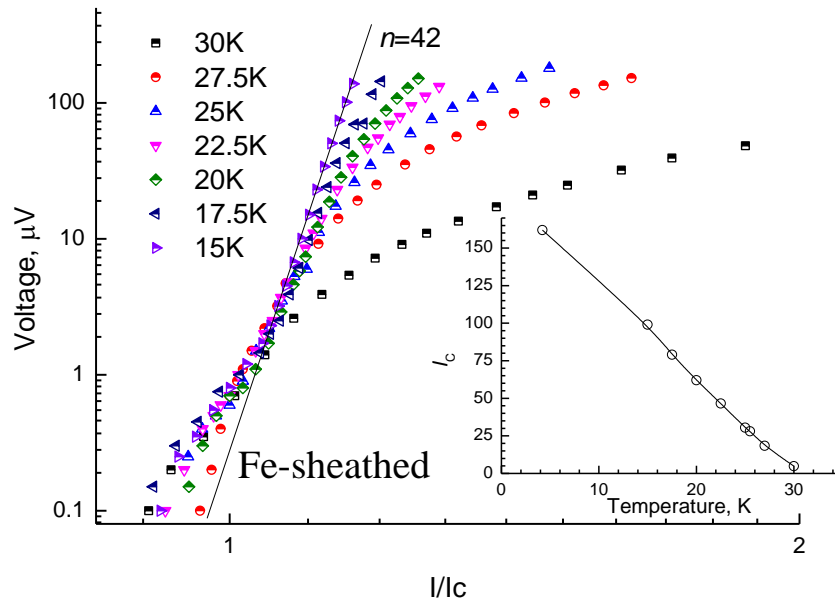 n=42
30K
27.5K
25K
22.5K
20K
17.5K
15K
100
10
1
0.1
Voltage, μV
Fe-sheathed
1
2
I/Ic
150
125
100
75
50
25
0
I_C
0
10
20
30
Temperature, K